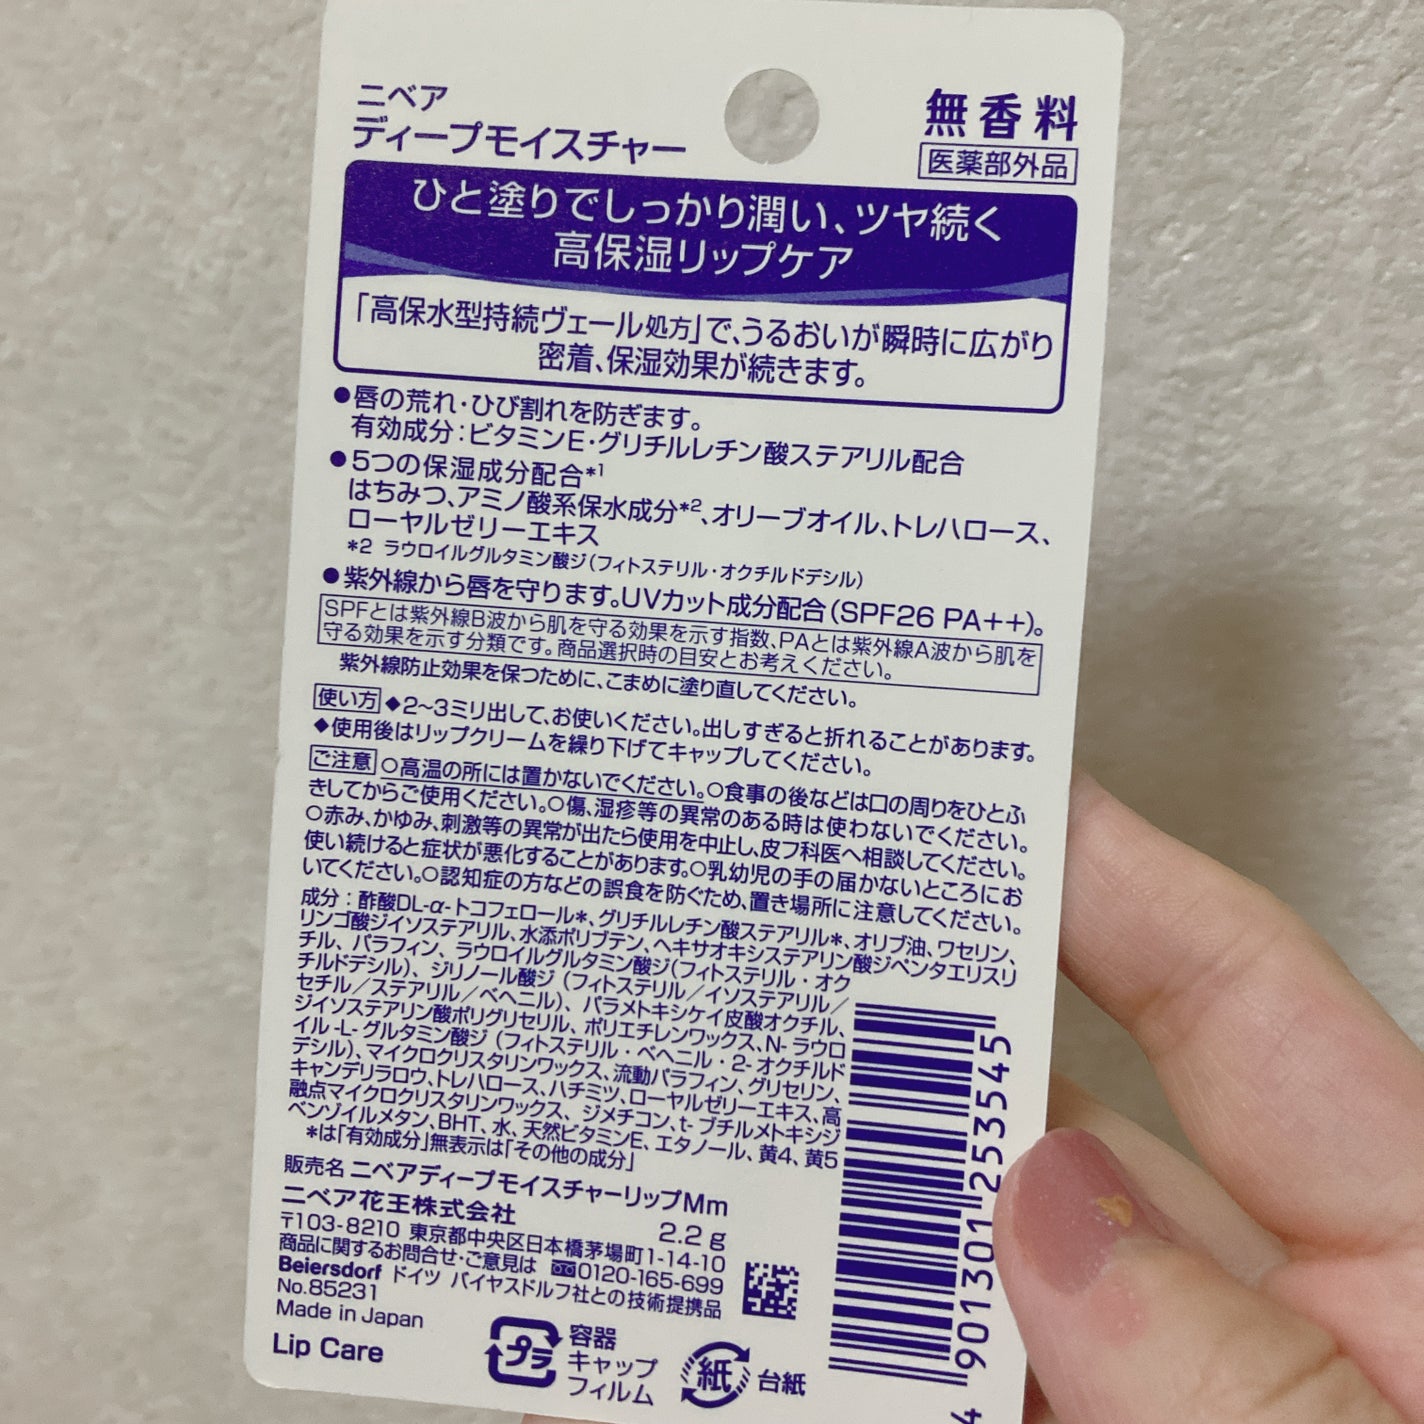 ニベア
ディープモイスチャー
無香料
医薬部外品
ひと塗りでしっかり潤い、ツヤ続く
高保湿リップケア
「高保水型持続ヴェール処方」で、うるおいが瞬時に広がり
密着、保湿効果が続きます。
●唇の荒れ・ひび割れを防ぎます。
有効成分：ビタミンE・グリチルレチン酸ステアリル配合
●5つの保湿成分配合*1
はちみつ、アミノ酸系保水成分*2、オリーブオイル、トレハロース、
ローヤルゼリーエキス
*2 ラウロイルグルタミン酸ジ(フィトステリル・オクチルドデシル)
●紫外線から唇を守ります。UVカット成分配合(SPF26 PA++)。
SPFとは紫外線B波から肌を守る効果を示す指数、PAとは紫外線A波から肌を
守る効果を示す分類です。商品選択時の目安とお考えください。
紫外線防止効果を保つために、こまめに塗り直してください。
使い方 ◆2〜3ミリ出して、お使いください。出しすぎると折れることがあります。
◆使用後はリップクリームを繰り下げてキャップしてください。
ご注意 ○高温の所には置かないでください。○食事の後などは口の周りをひとふ
きしてからご使用ください。○傷、湿疹等の異常のある時は使わないでください。
○赤み、かゆみ、刺激等の異常が出たら使用を中止し、皮フ科医へ相談してください。
使い続けると症状が悪化することがあります。○乳幼児の手の届かないところにお
いてください。○認知症の方などの誤食を防ぐため、置き場所に注意してください。
成分：酢酸DL-α-トコフェロール*、グリチルレチン酸ステアリル*、オリブ油、ワセリン、
リンゴ酸ジイソステアリル、水添ポリブテン、ヘキサオキシステアリン酸ジペンタエリスリ
チル、パラフィン、ラウロイルグルタミン酸ジ(フィトステリル・オク
チルドデシル)、ジリノール酸ジ(フィトステリル／イソステアリル／
セチル／ステアリル／ベヘニル)、パラメトキシケイ皮酸オクチル、
ジイソステアリン酸ポリグリセリル、ポリエチレンワックス、N-ラウロ
イル-L-グルタミン酸ジ(フィトステリル・ベヘニル・2-オクチルド
デシル)、マイクロクリスタリンワックス、流動パラフィン、グリセリン、
キャンデリラロウ、トレハロース、ハチミツ、ローヤルゼリーエキス、高
融点マイクロクリスタリンワックス、ジメチコン、t-ブチルメトキシジ
ベンゾイルメタン、BHT、水、天然ビタミンE、エタノール、黄4、黄5
*は「有効成分」無表示は「その他の成分」
販売名 ニベアディープモイスチャーリップMm
ニベア花王株式会社 2.2g
〒103-8210 東京都中央区日本橋茅場町1-14-10
商品に関するお問合せ・ご意見は 0120-165-699
Beiersdorf ドイツ バイヤスドルフ社との技術提携品
No.85231
Made in Japan
Lip Care
プラ
容器
キャップ
フィルム
紙
台紙
4 901301 253545